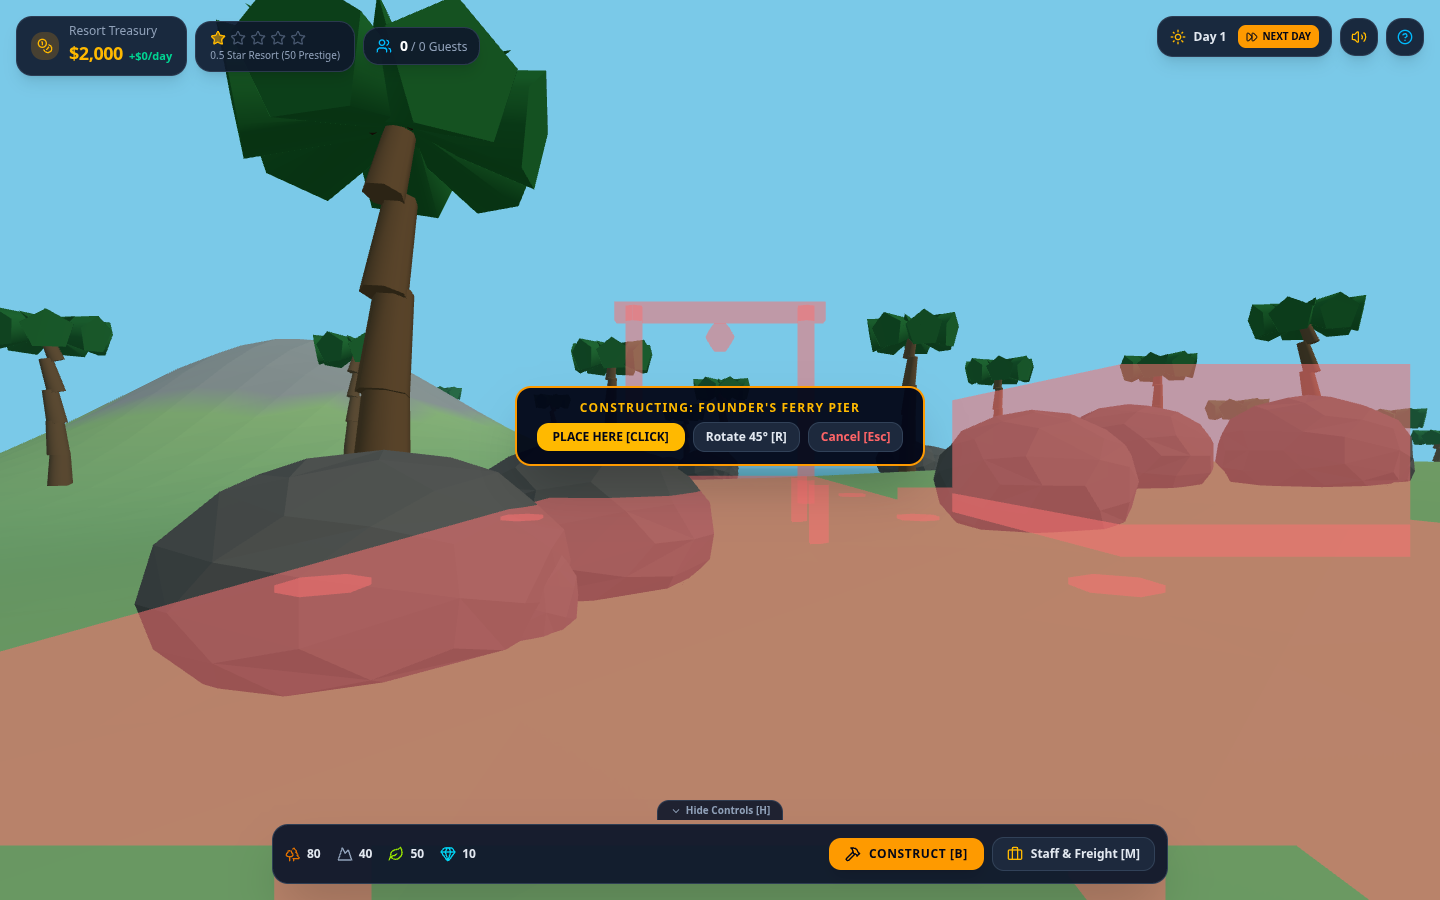 Resort Treasury
$2,000 +$0/day
0.5 Star Resort (50 Prestige)
0 / 0 Guests
Day 1
NEXT DAY
CONSTRUCTING: FOUNDER'S FERRY PIER
PLACE HERE [CLICK]
Rotate 45° [R]
Cancel [Esc]
Hide Controls [H]
80
40
50
10
CONSTRUCT [B]
Staff & Freight [M]